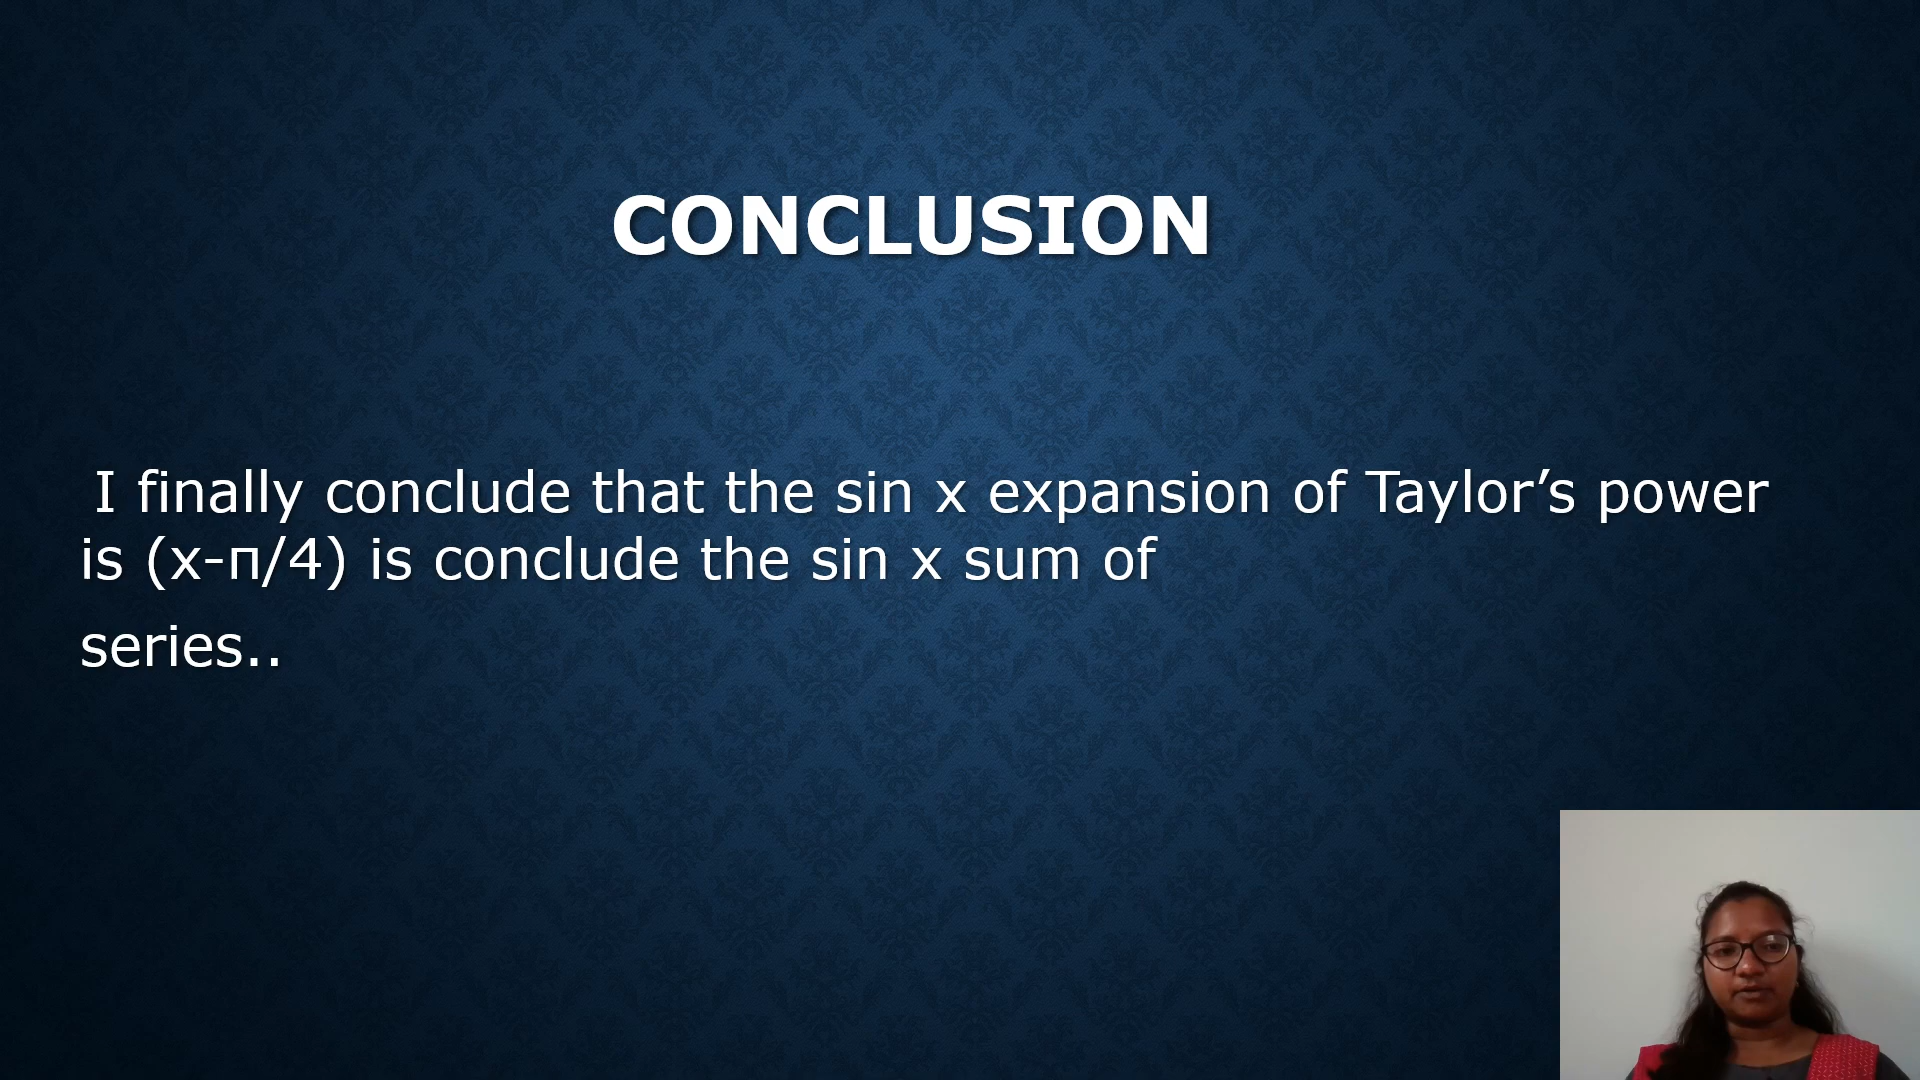 CONCLUSION
I finally conclude that the sin x expansion of Taylor’s power
is (x-π/4) is conclude the sin x sum of
series..